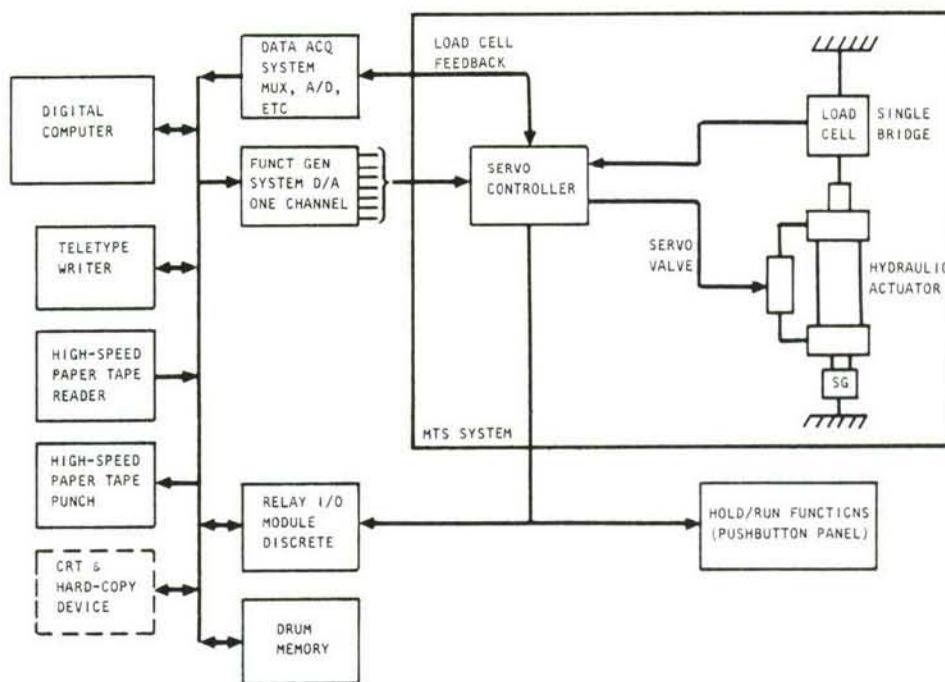 DATA ACQ
SYSTEM
MUX, A/D,
ETC
LOAD CELL
FEEDBACK
DIGITAL
COMPUTER
FUNCT GEN
SYSTEM D/A
ONE CHANNEL
SERVO
CONTROLLER
LOAD
CELL
SINGLE
BRIDGE
TELETYPE
WRITER
SERVO
VALVE
HYDRAULIC
ACTUATOR
HIGH-SPEED
PAPER TAPE
READER
SG
MTS SYSTEM
HIGH-SPEED
PAPER TAPE
PUNCH
RELAY I/O
MODULE
DISCRETE
HOLD/RUN FUNCTIONS
(PUSHBUTTON PANEL)
CRT &
HARD-COPY
DEVICE
DRUM
MEMORY